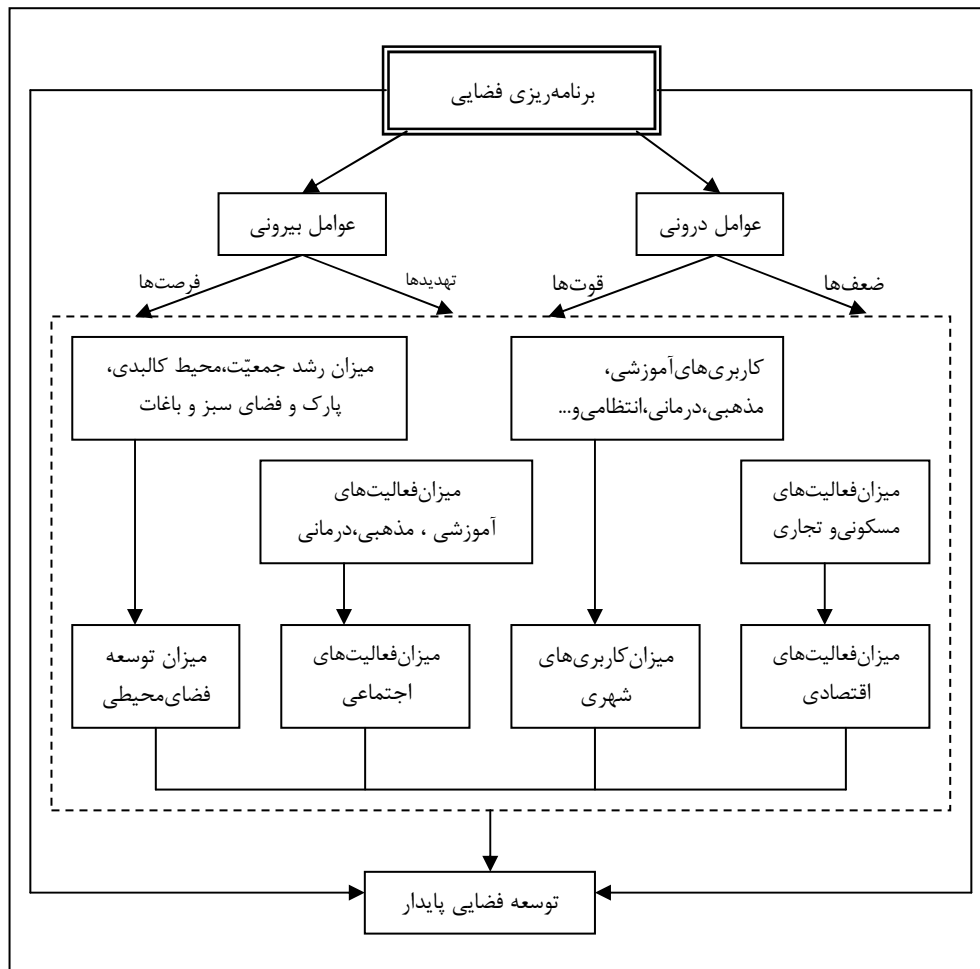 برنامه‌ریزی فضایی
عوامل درونی
عوامل بیرونی
ضعف‌ها
قوت‌ها
تهدیدها
فرصت‌ها
کاربری‌های‌آموزشی،
مذهبی،درمانی،انتظامی‌و...
میزان رشد جمعیّت،محیط کالبدی،
پارک و فضای سبز و باغات
میزان‌فعالیت‌های
مسکونی‌و تجاری
میزان‌فعالیت‌های
آموزشی ، مذهبی،درمانی
میزان‌فعالیت‌های
اقتصادی
میزان‌کاربری‌های
شهری
میزان‌فعالیت‌های
اجتماعی
میزان توسعه
فضای‌محیطی
توسعه فضایی پایدار